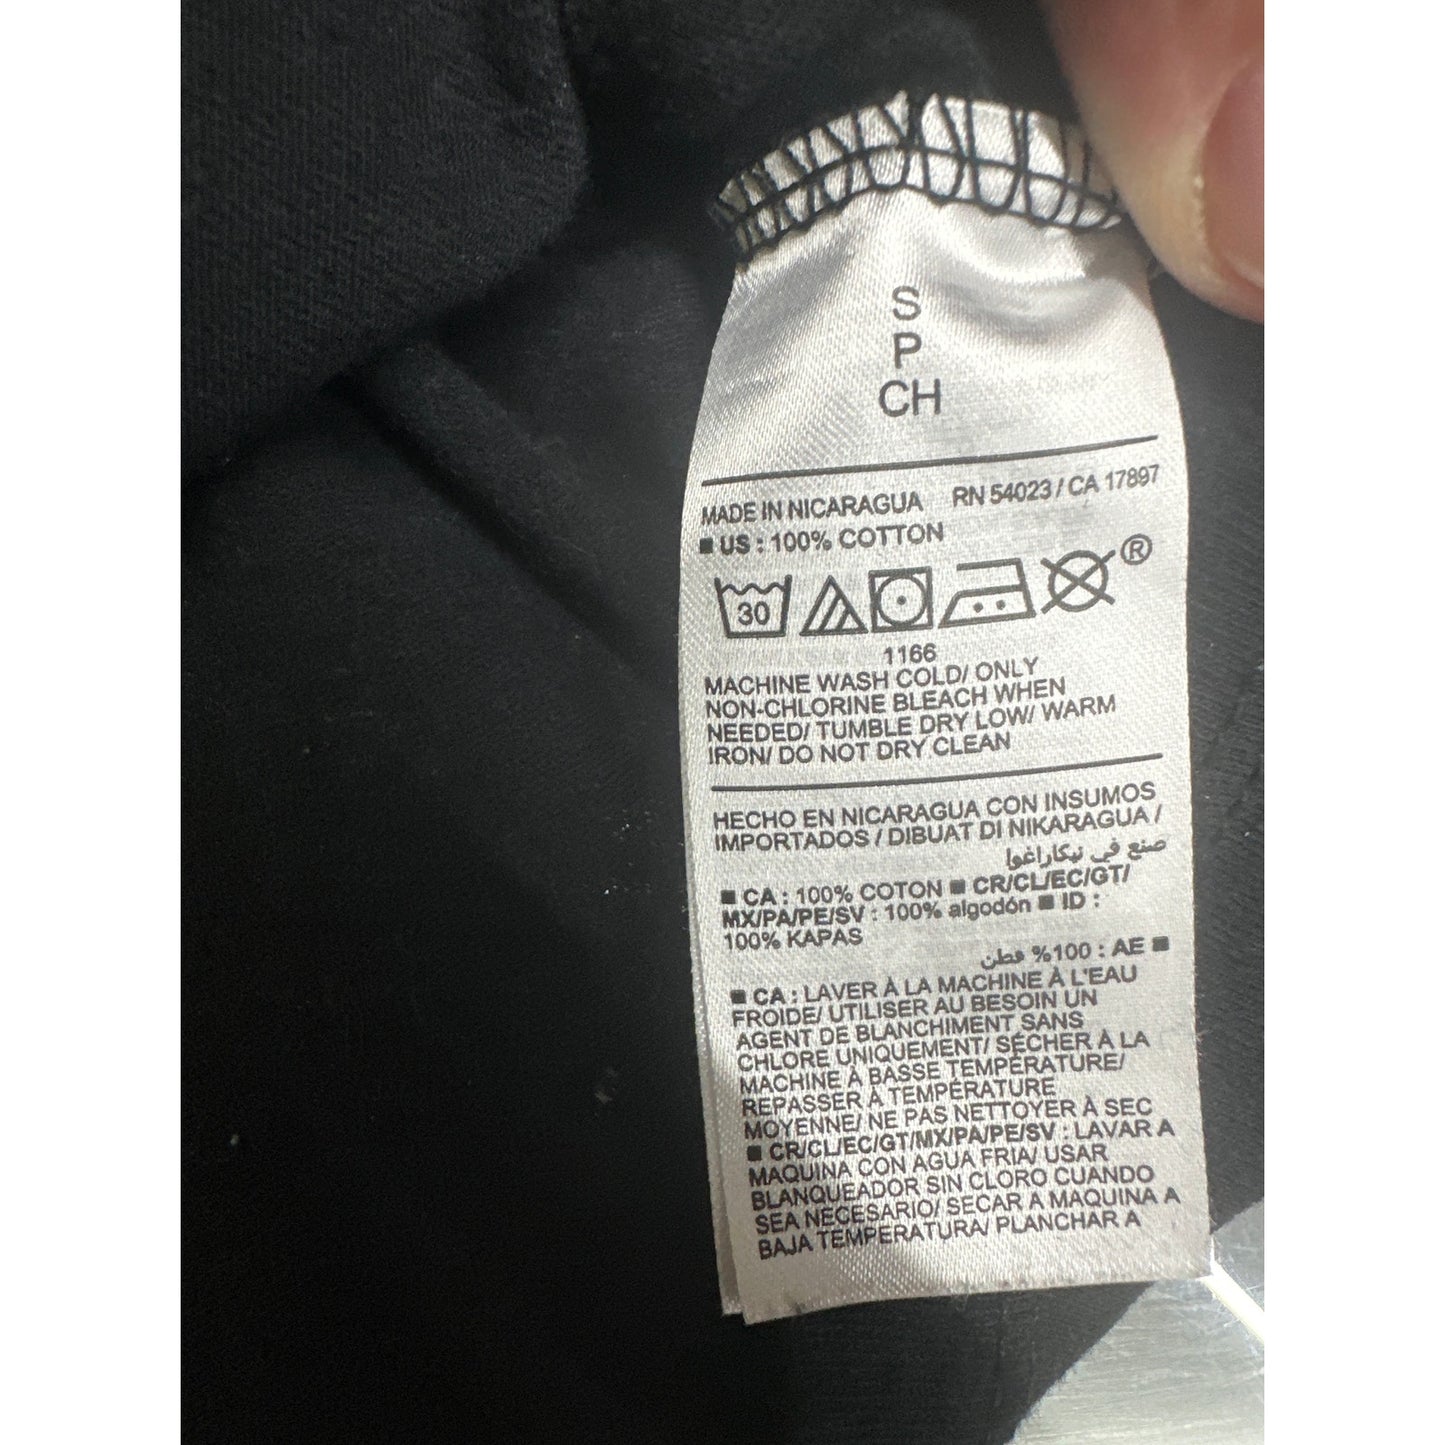 S
P
CH
MADE IN NICARAGUA RN 54023 / CA 17897
■ US : 100% COTTON
30 ®
1166
MACHINE WASH COLD/ ONLY
NON-CHLORINE BLEACH WHEN
NEEDED/ TUMBLE DRY LOW/ WARM
IRON/ DO NOT DRY CLEAN
HECHO EN NICARAGUA CON INSUMOS
IMPORTADOS / DIBUAT DI NIKARAGUA /
صنع في نيكاراغوا
■ CA : 100% COTON ■ CR/CL/EC/GT/
MX/PA/PE/SV : 100% algodón ■ ID :
100% KAPAS
■ AE : 100% قطن
■ CA : LAVER À LA MACHINE À L'EAU
FROIDE/ UTILISER AU BESOIN UN
AGENT DE BLANCHIMENT SANS
CHLORE UNIQUEMENT/ SÉCHER À LA
MACHINE À BASSE TEMPÉRATURE/
REPASSER À TEMPÉRATURE
MOYENNE/ NE PAS NETTOYER À SEC
■ CR/CL/EC/GT/MX/PA/PE/SV : LAVAR A
MAQUINA CON AGUA FRIA/ USAR
BLANQUEADOR SIN CLORO CUANDO
SEA NECESARIO/ SECAR A MAQUINA A
BAJA TEMPERATURA/ PLANCHAR A